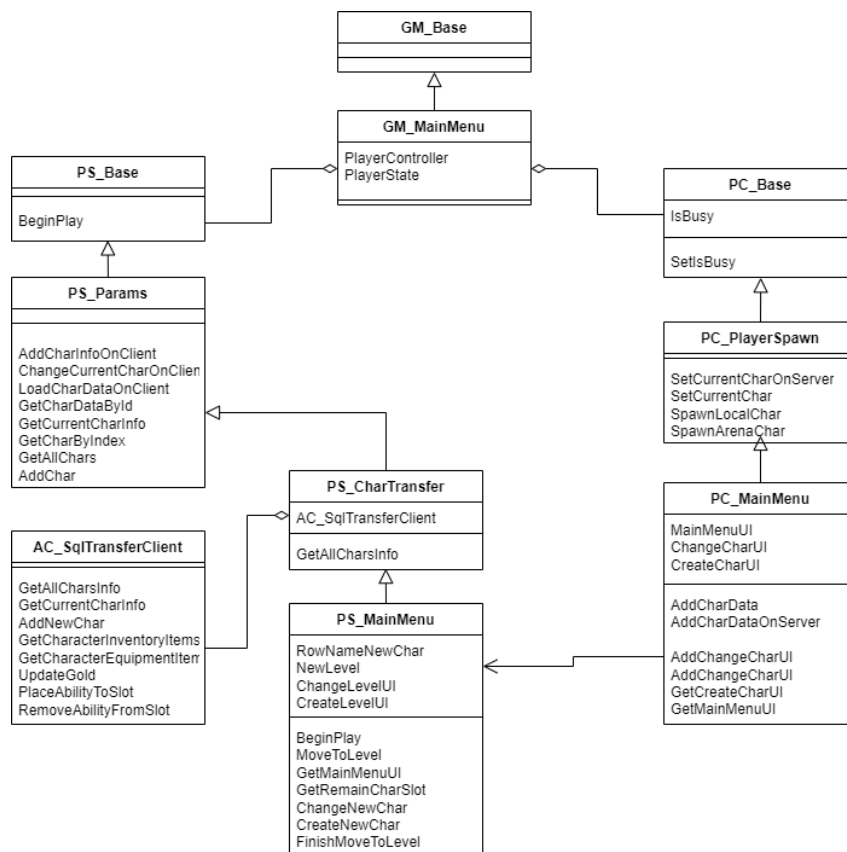 GM_Base
GM_MainMenu
PlayerController
PlayerState
PS_Base
BeginPlay
PC_Base
IsBusy
SetIsBusy
PS_Params
AddCharInfoOnClient
ChangeCurrentCharOnClien
LoadCharDataOnClient
GetCharDataById
GetCurrentCharInfo
GetCharByIndex
GetAllChars
AddChar
PC_PlayerSpawn
SetCurrentCharOnServer
SetCurrentChar
SpawnLocalChar
SpawnArenaChar
PS_CharTransfer
AC_SqlTransferClient
GetAllCharsInfo
AC_SqlTransferClient
GetAllCharsInfo
GetCurrentCharInfo
AddNewChar
GetCharacterInventoryItems
GetCharacterEquipmentItem
UpdateGold
PlaceAbilityToSlot
RemoveAbilityFromSlot
PC_MainMenu
MainMenuUI
ChangeCharUI
CreateCharUI
AddCharData
AddCharDataOnServer
AddChangeCharUI
AddChangeCharUI
GetCreateCharUI
GetMainMenuUI
PS_MainMenu
RowNameNewChar
NewLevel
ChangeLevelUI
CreateLevelUI
BeginPlay
MoveToLevel
GetMainMenuUI
GetRemainCharSlot
ChangeNewChar
CreateNewChar
FinishMoveToLevel